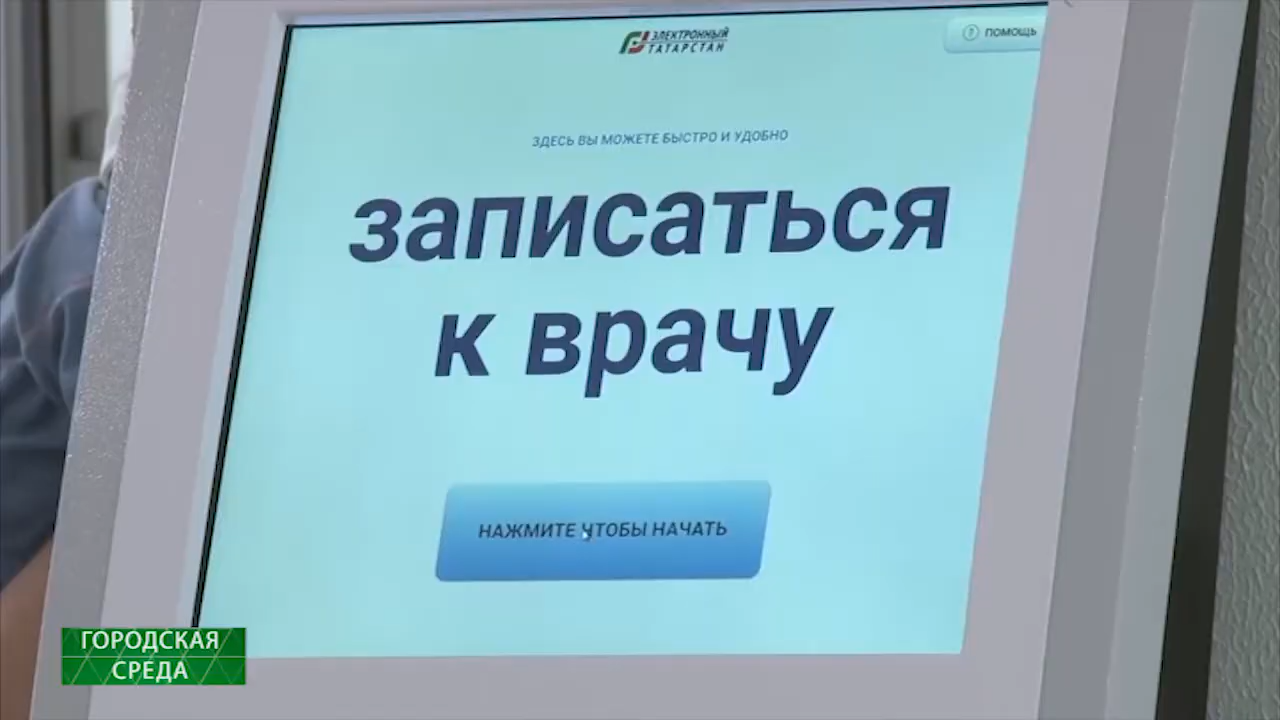 ЭЛЕКТРОННЫЙ
ТАТАРСТАН
? ПОМОЩЬ
ЗДЕСЬ ВЫ МОЖЕТЕ БЫСТРО И УДОБНО
записаться
к врачу
НАЖМИТЕ ЧТОБЫ НАЧАТЬ
ГОРОДСКАЯ
СРЕДА